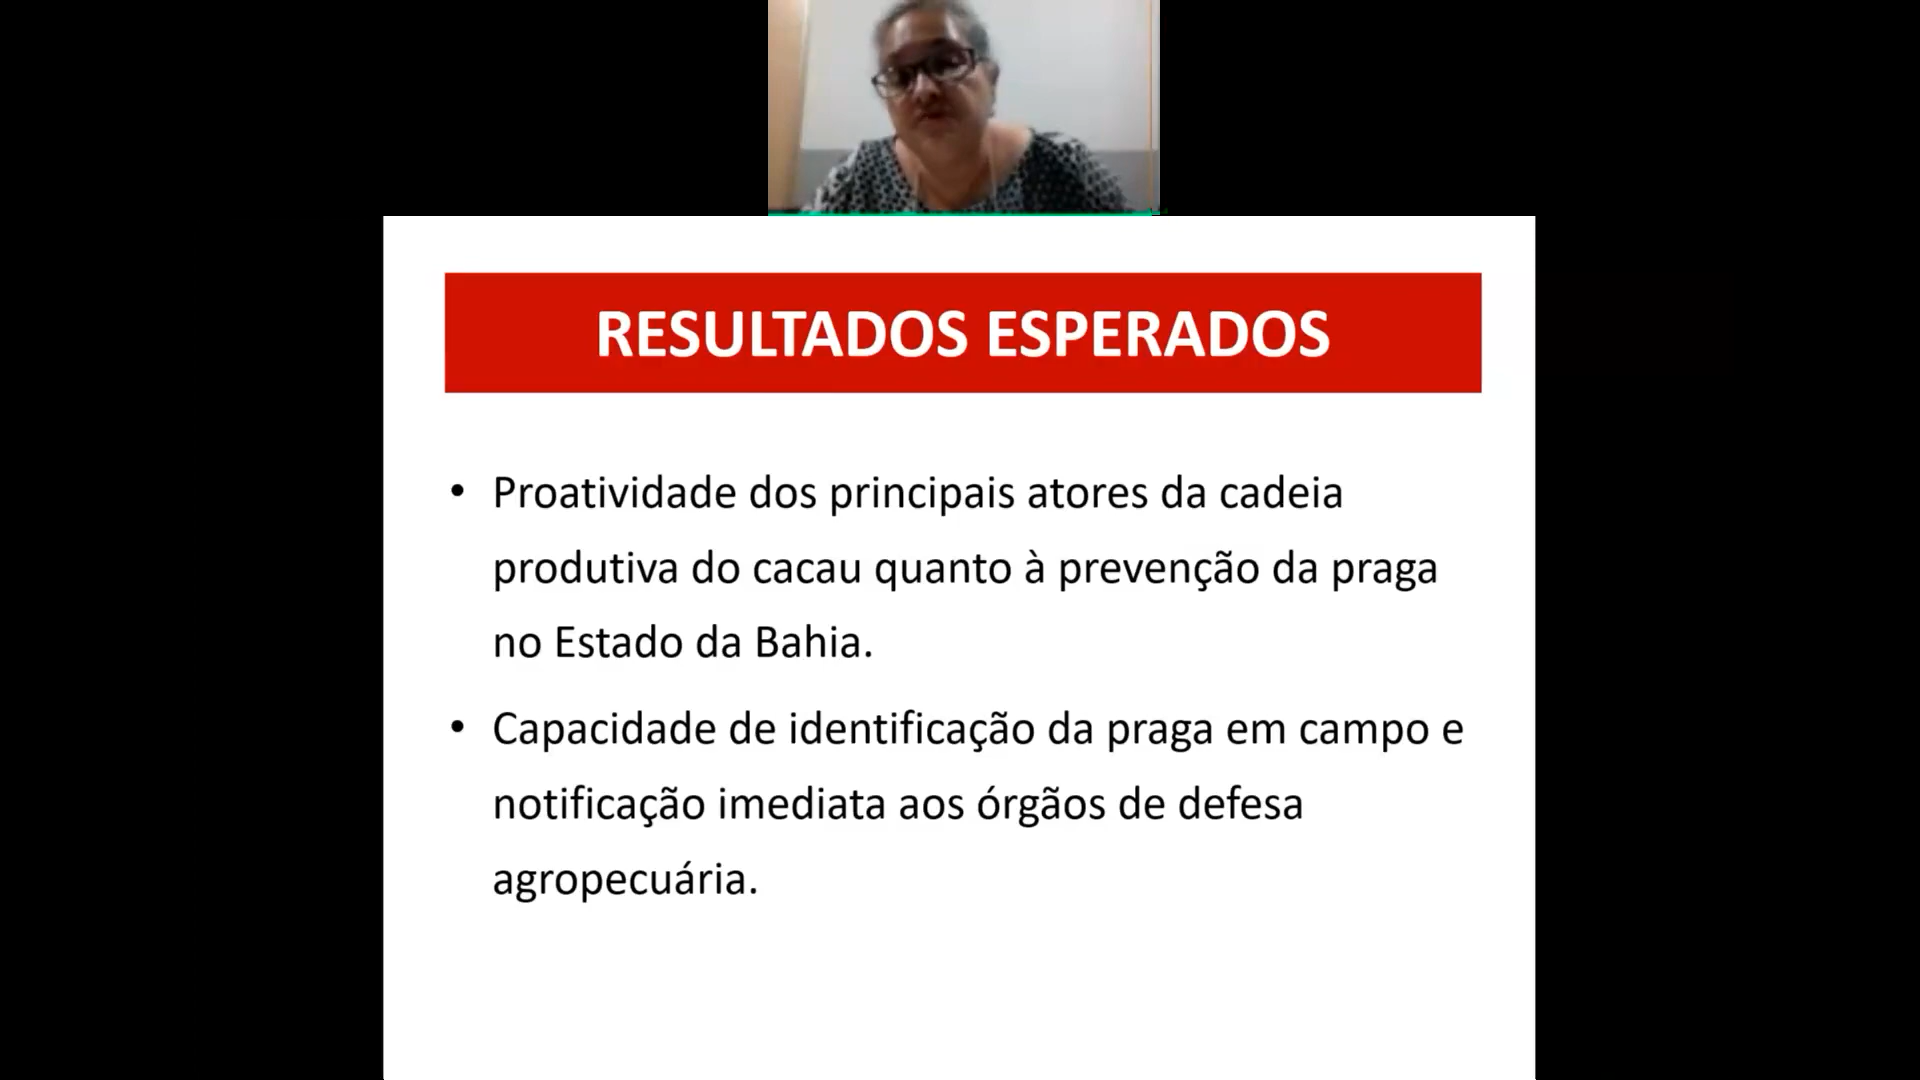 RESULTADOS ESPERADOS
• Proatividade dos principais atores da cadeia
produtiva do cacau quanto à prevenção da praga
no Estado da Bahia.
• Capacidade de identificação da praga em campo e
notificação imediata aos órgãos de defesa
agropecuária.